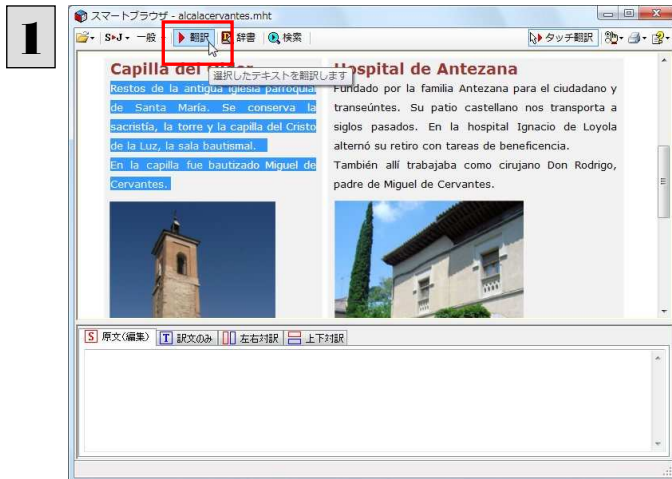 1
スマートブラウザ - alcalacervantes.mht
S▶J 一般 翻訳 辞書 検索 タッチ翻訳
選択したテキストを翻訳します
Capilla del
Restos de la antigua iglesia parroquial
de Santa María. Se conserva la
sacristía, la torre y la capilla del Cristo
de la Luz, la sala bautismal.
En la capilla fue bautizado Miguel de
Cervantes.
Hospital de Antezana
Fundado por la familia Antezana para el ciudadano y
transeúntes. Su patio castellano nos transporta a
siglos pasados. En la hospital Ignacio de Loyola
alternó su retiro con tareas de beneficencia.
También allí trabajaba como cirujano Don Rodrigo,
padre de Miguel de Cervantes.
S 原文(編集) T 訳文のみ 左右対訳 上下対訳